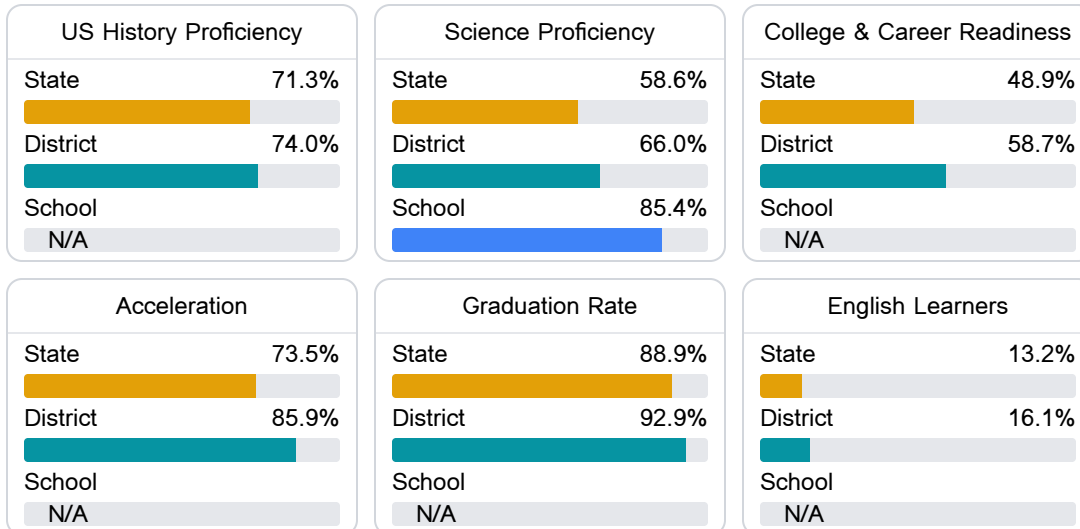 US History Proficiency
State 71.3%
District 74.0%
School
N/A
Science Proficiency
State 58.6%
District 66.0%
School 85.4%
College & Career Readiness
State 48.9%
District 58.7%
School
N/A
Acceleration
State 73.5%
District 85.9%
School
N/A
Graduation Rate
State 88.9%
District 92.9%
School
N/A
English Learners
State 13.2%
District 16.1%
School
N/A